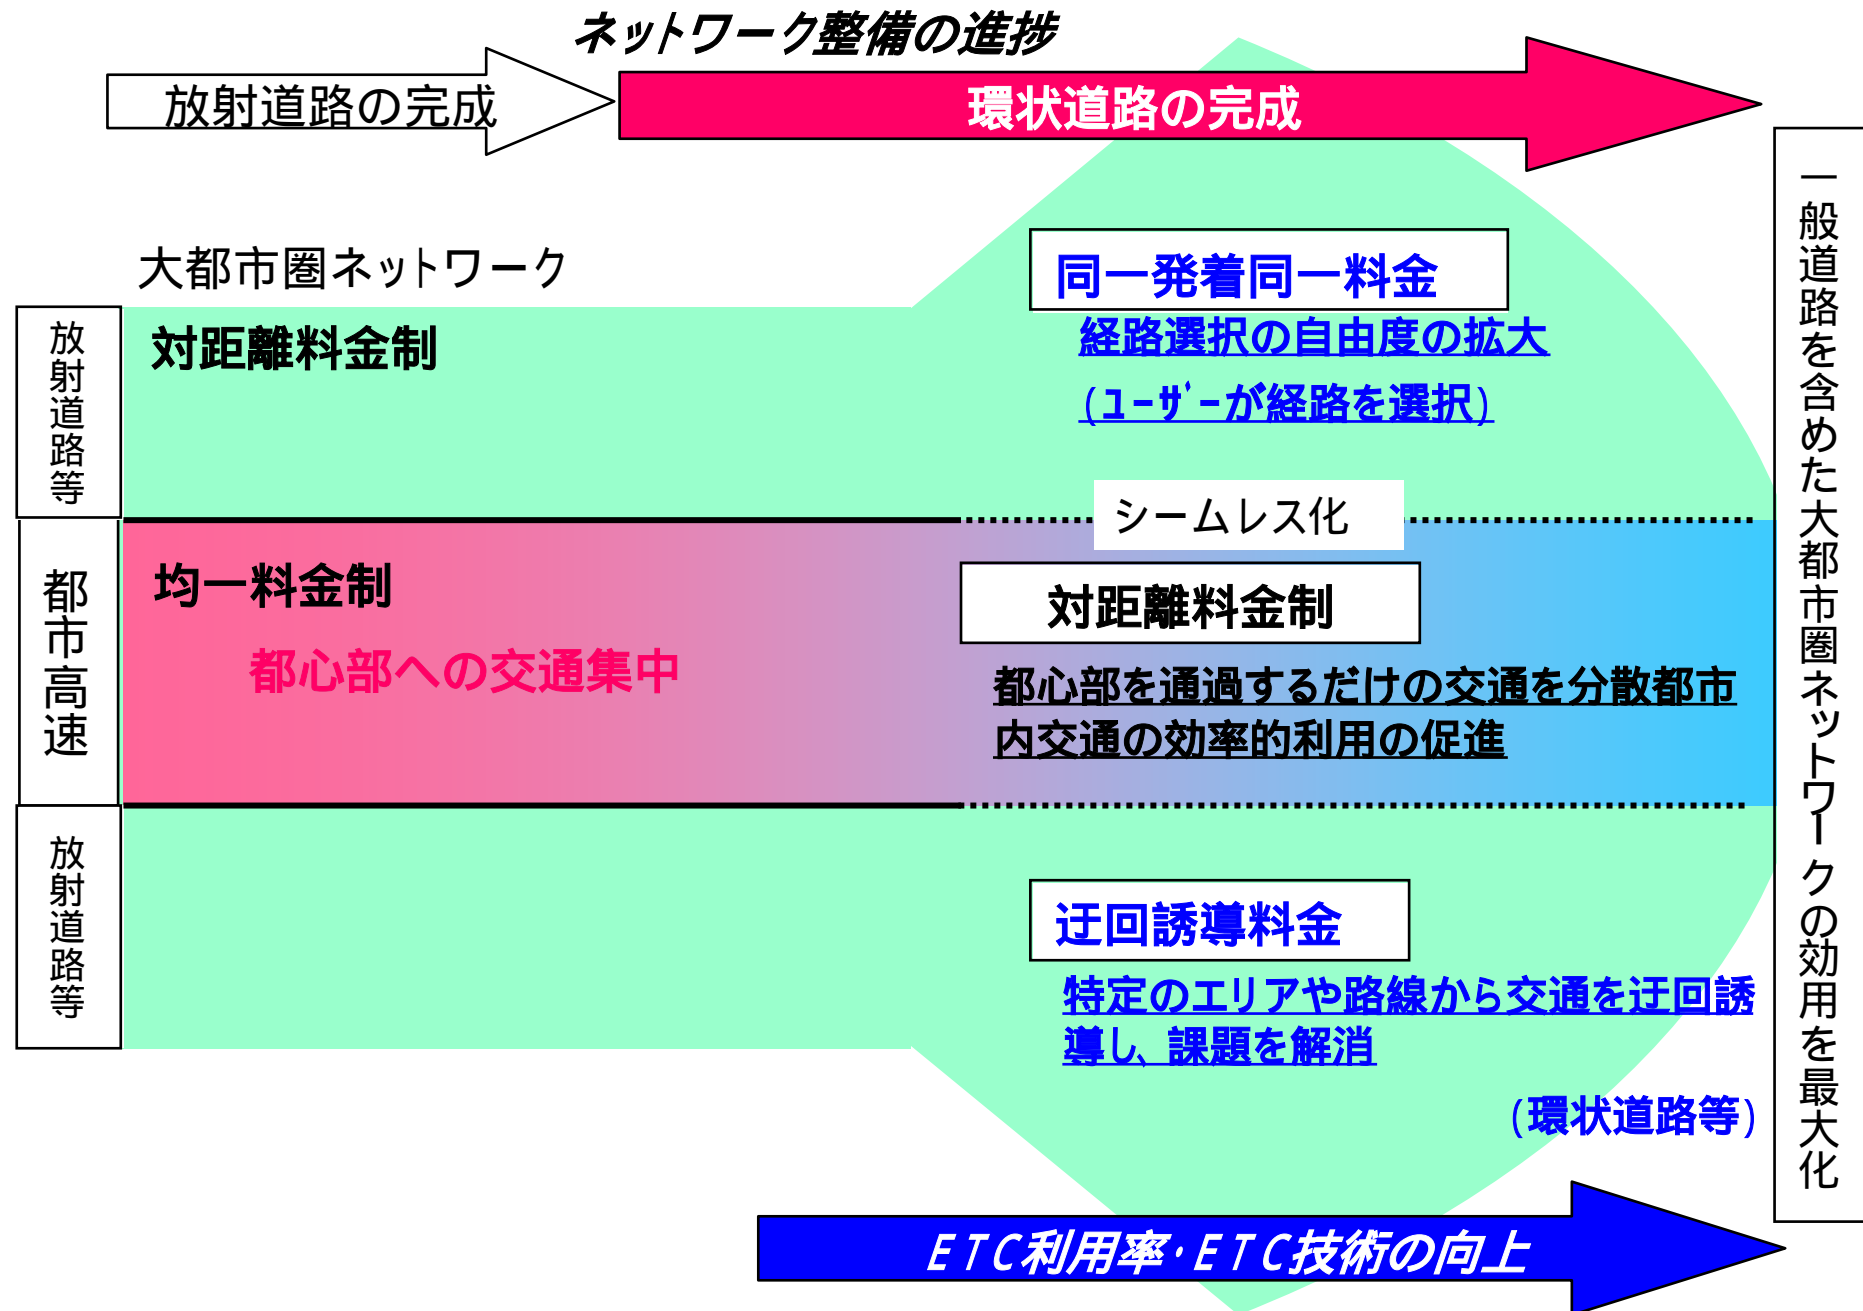 ネットワーク整備の進捗
放射道路の完成
環状道路の完成
大都市圏ネットワーク
放射道路等
対距離料金制
同一発着同一料金
経路選択の自由度の拡大
(ﾕｰｻﾞｰが経路を選択)
シームレス化
都市高速
均一料金制
都心部への交通集中
対距離料金制
都心部を通過するだけの交通を分散都市
内交通の効率的利用の促進
放射道路等
迂回誘導料金
特定のエリアや路線から交通を迂回誘
導し、課題を解消
(環状道路等)
ETC利用率・ETC技術の向上
一般道路を含めた大都市圏ネットワークの効用を最大化